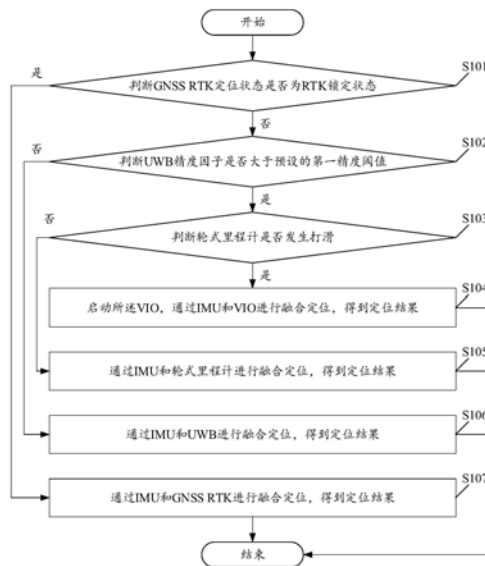 开始
S101
是
判断GNSS RTK定位状态是否为RTK锁定状态
否
S102
否
判断UWB精度因子是否大于预设的第一精度阈值
是
S103
否
判断轮式里程计是否发生打滑
是
S104
启动所述VIO，通过IMU和VIO进行融合定位，得到定位结果
S105
通过IMU和轮式里程计进行融合定位，得到定位结果
S106
通过IMU和UWB进行融合定位，得到定位结果
S107
通过IMU和GNSS RTK进行融合定位，得到定位结果
结束